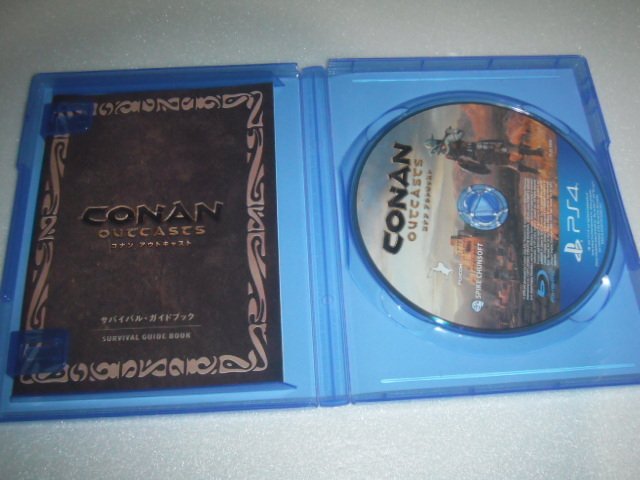 CONAN
OUTCASTS
コナン アウトキャスト
サバイバル・ガイドブック
SURVIVAL GUIDE BOOK
CONAN
OUTCASTS
FUNCOM
SPIKE CHUNSOFT
PS4